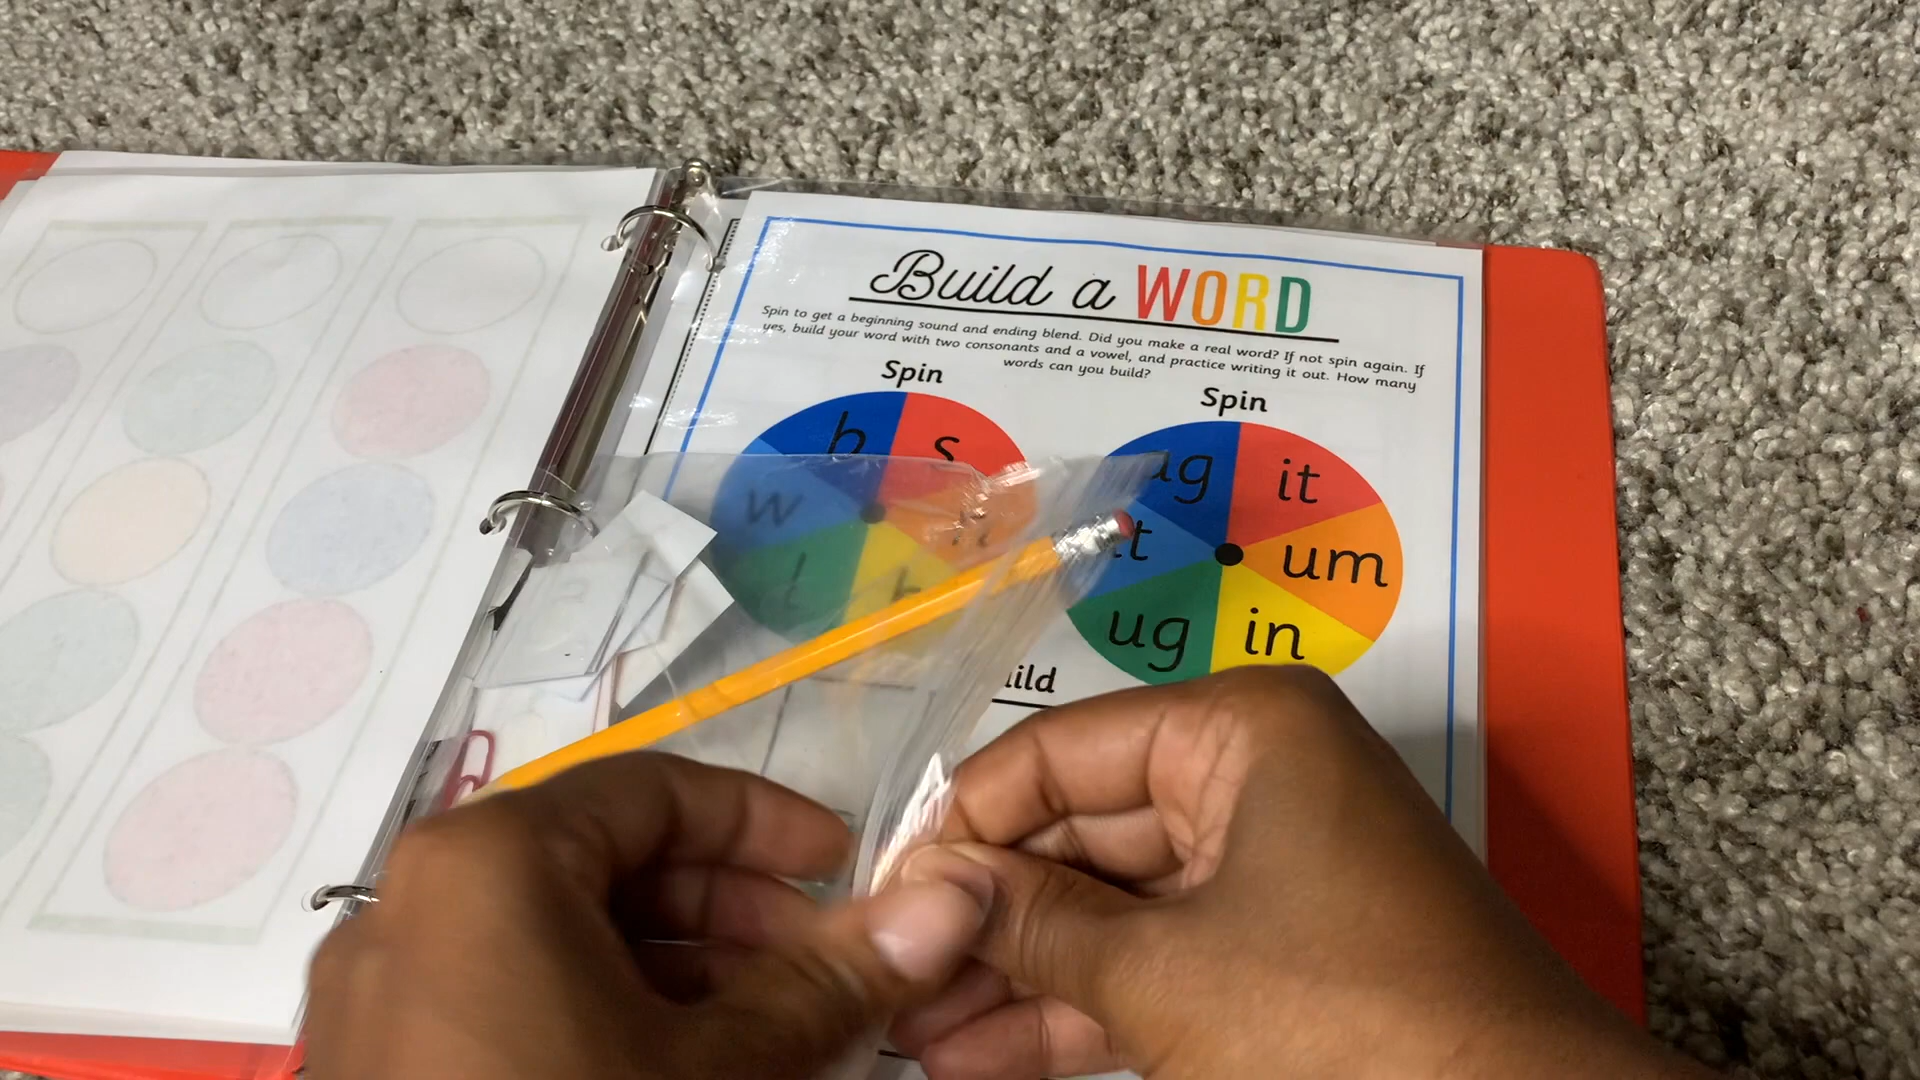 Build a WORD
Spin to get a beginning sound and ending blend. Did you make a real word? If not spin again. If
yes, build your word with two consonants and a vowel, and practice writing it out. How many
words can you build?
Spin
Spin
b
s
w
ug
it
um
in
ug